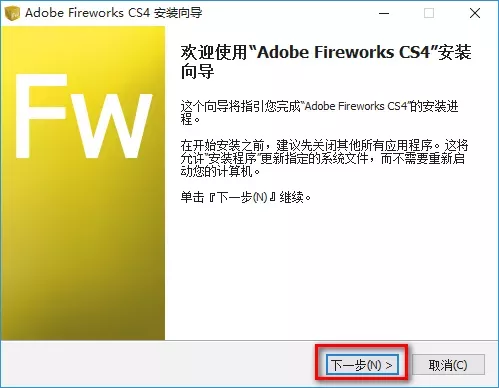 Adobe Fireworks CS4 安装向导
Fw
欢迎使用“Adobe Fireworks CS4”安装
向导
这个向导将指引您完成“Adobe Fireworks CS4”的安装进
程。
在开始安装之前，建议先关闭其他所有应用程序。这将
允许“安装程序”更新指定的系统文件，而不需要重新启
动您的计算机。
单击『下一步(N)』继续。
下一步(N) >
取消(C)